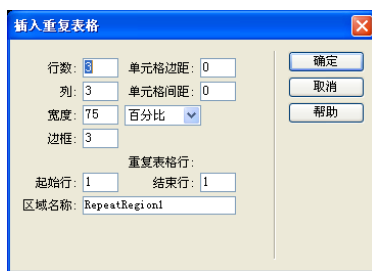 插入重复表格
行数: 3 单元格边距: 0 确定
列: 3 单元格间距: 0 取消
宽度: 75 百分比 帮助
边框: 3
重复表格行:
起始行: 1 结束行: 1
区域名称: RepeatRegion1